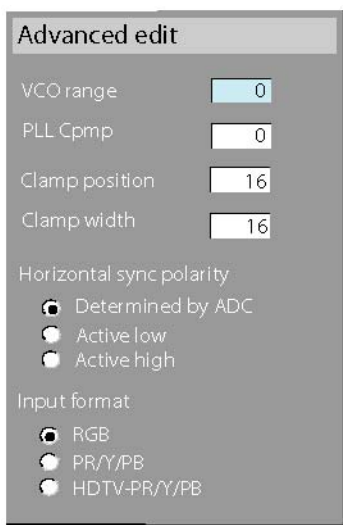 Advanced edit
VCO range 0
PLL Cpmp 0
Clamp position 16
Clamp width 16
Horizontal sync polarity
Determined by ADC
Active low
Active high
Input format
RGB
PR/Y/PB
HDTV-PR/Y/PB